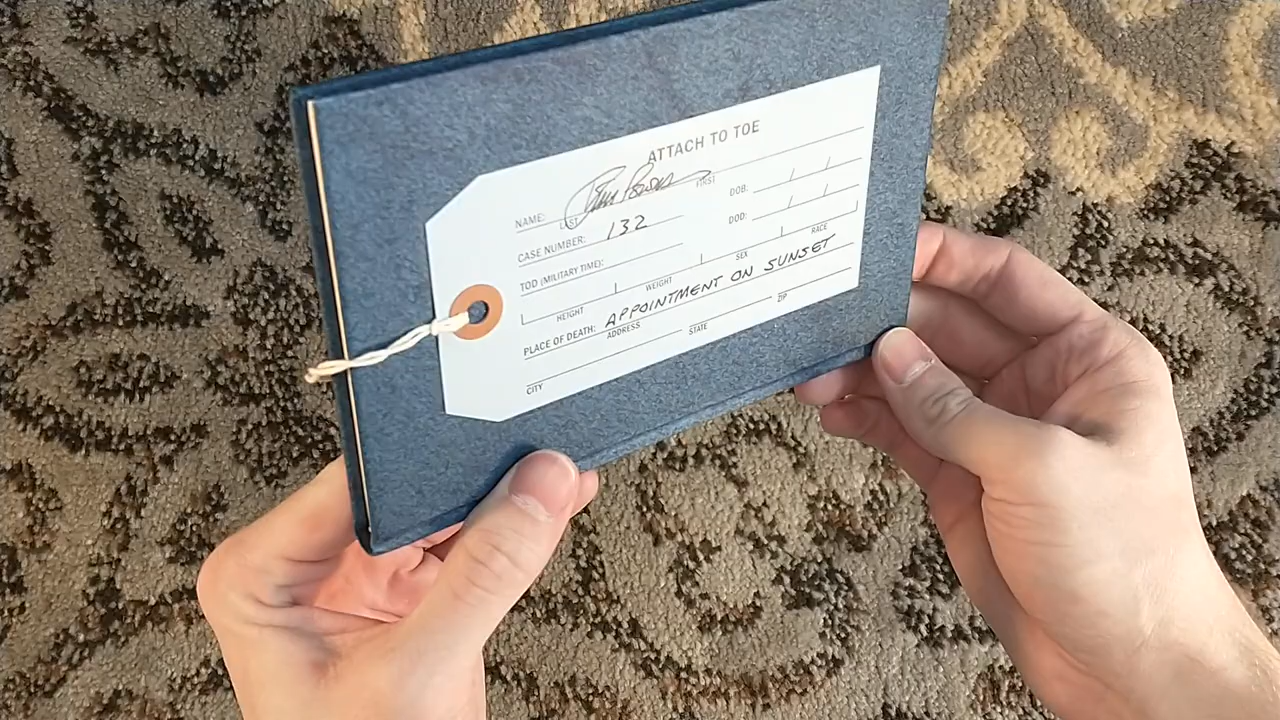 ATTACH TO TOE
NAME:
LAST FIRST
CASE NUMBER: 132 DOB: / /
TOD (MILITARY TIME): DOD: / /
HEIGHT WEIGHT SEX RACE
PLACE OF DEATH: APPOINTMENT ON SUNSET
ADDRESS
CITY STATE ZIP